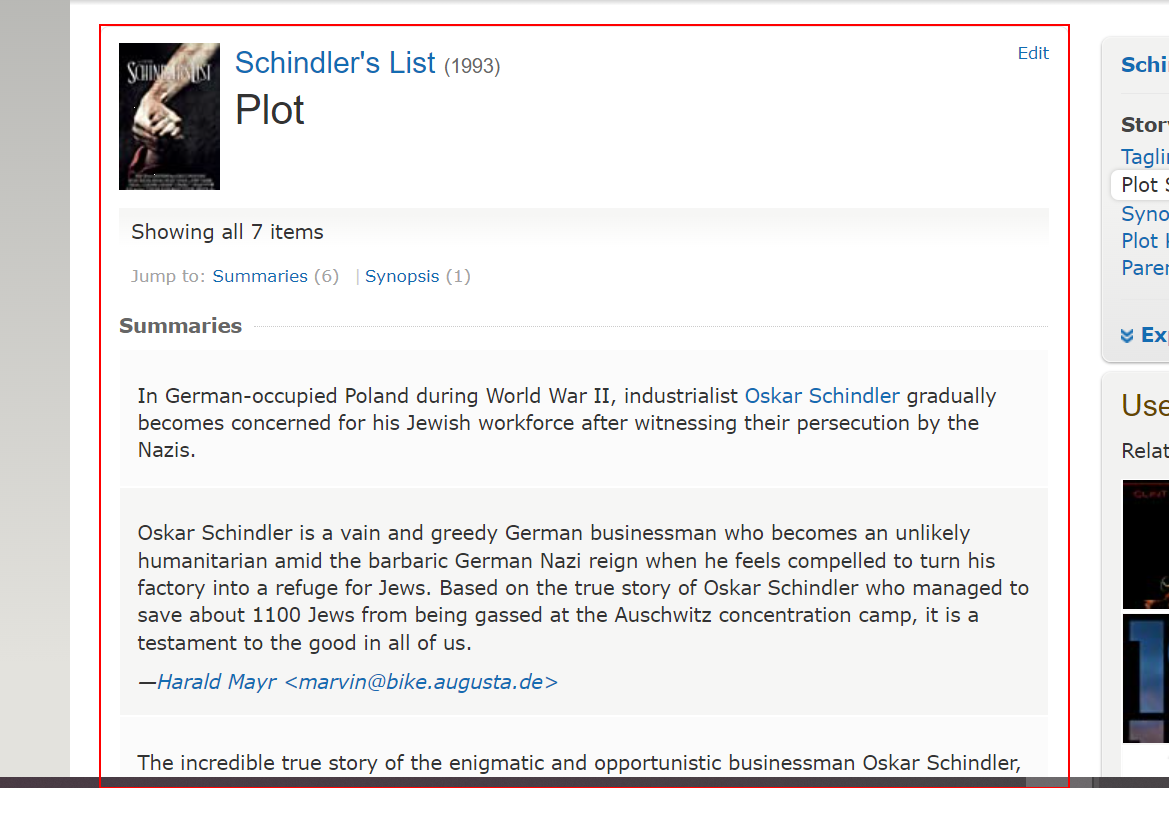 SCHINDLER'S LIST
Schindler's List (1993)
Edit
Plot
Showing all 7 items
Jump to: Summaries (6) | Synopsis (1)
Summaries
In German-occupied Poland during World War II, industrialist Oskar Schindler gradually
becomes concerned for his Jewish workforce after witnessing their persecution by the
Nazis.
Oskar Schindler is a vain and greedy German businessman who becomes an unlikely
humanitarian amid the barbaric German Nazi reign when he feels compelled to turn his
factory into a refuge for Jews. Based on the true story of Oskar Schindler who managed to
save about 1100 Jews from being gassed at the Auschwitz concentration camp, it is a
testament to the good in all of us.
—Harald Mayr <marvin@bike.augusta.de>
The incredible true story of the enigmatic and opportunistic businessman Oskar Schindler,
Schi
Stor
Tagli
Plot S
Syno
Plot
Paren
Exp
Use
Relat
CLINT